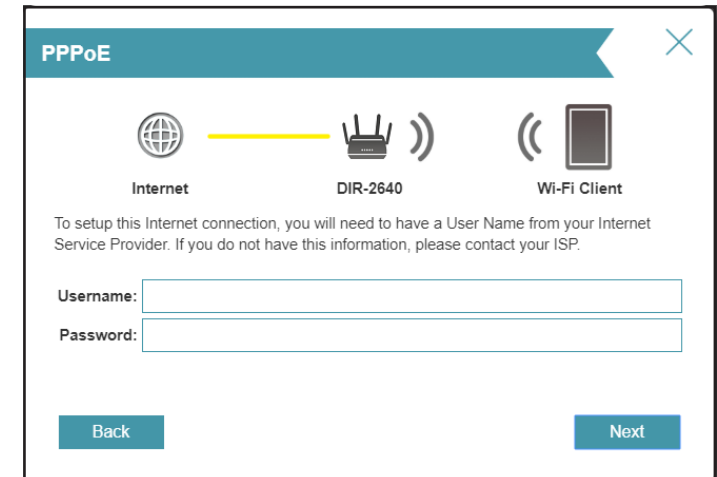 PPPoE
Internet
DIR-2640
Wi-Fi Client
To setup this Internet connection, you will need to have a User Name from your Internet
Service Provider. If you do not have this information, please contact your ISP.
Username:
Password:
Back
Next